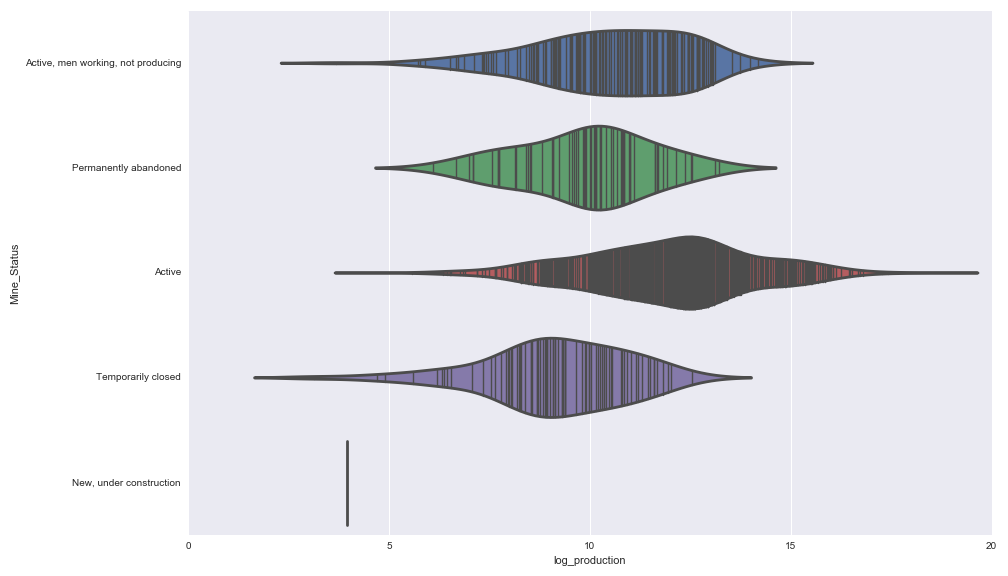 Active, men working, not producing
Permanently abandoned
Mine_Status
Active
Temporarily closed
New, under construction
0 5 10 15 20
log_production